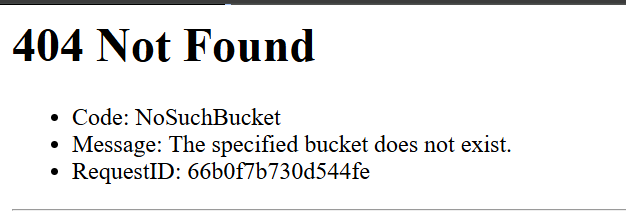 404 Not Found
Code: NoSuchBucket
Message: The specified bucket does not exist.
RequestID: 66b0f7b730d544fe